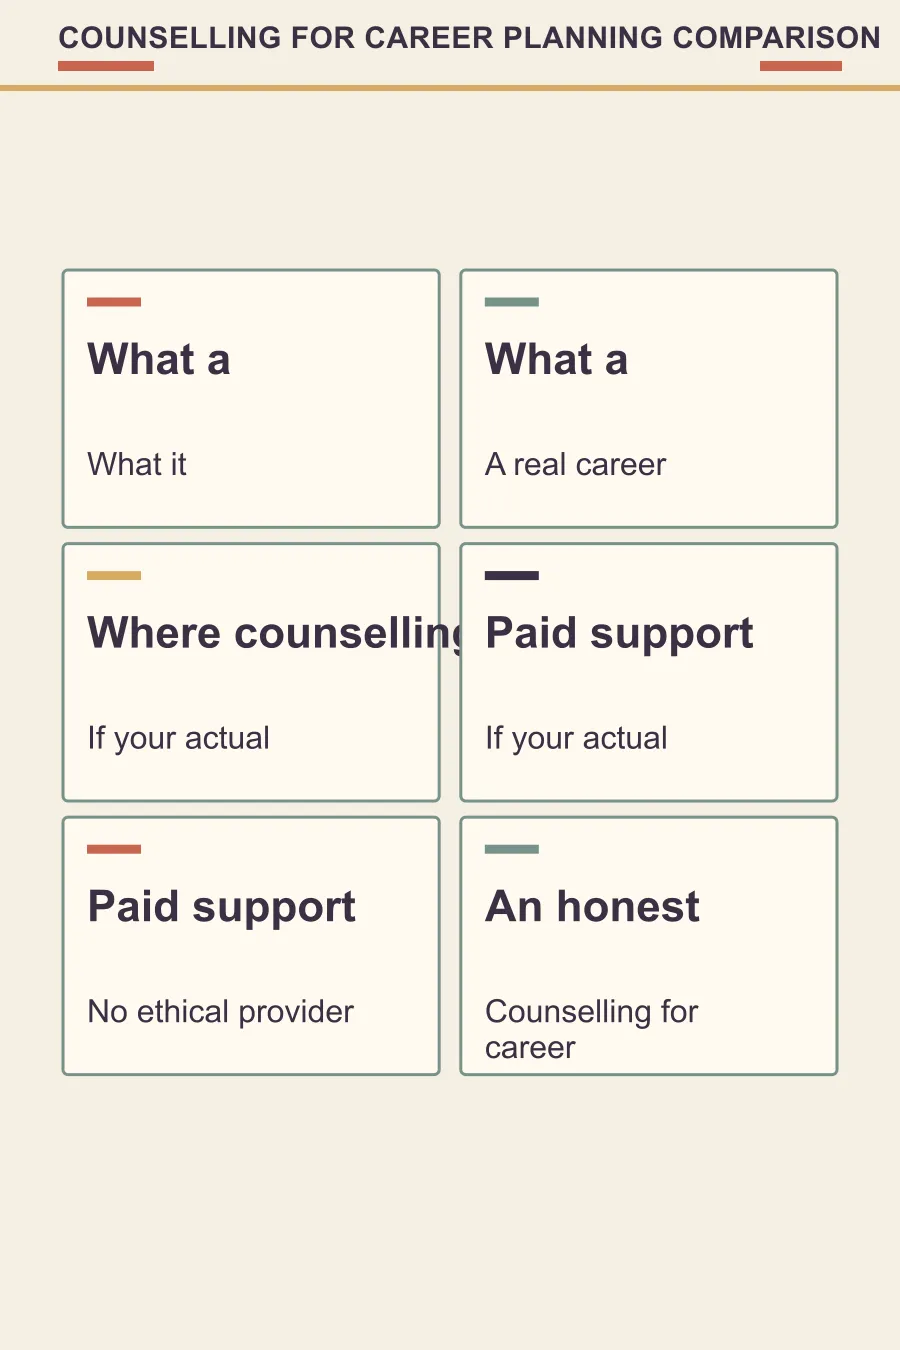 COUNSELLING FOR CAREER PLANNING COMPARISON
What a
What it
What a
A real career
Where counselling
If your actual
Paid support
If your actual
Paid support
No ethical provider
An honest
Counselling for
career